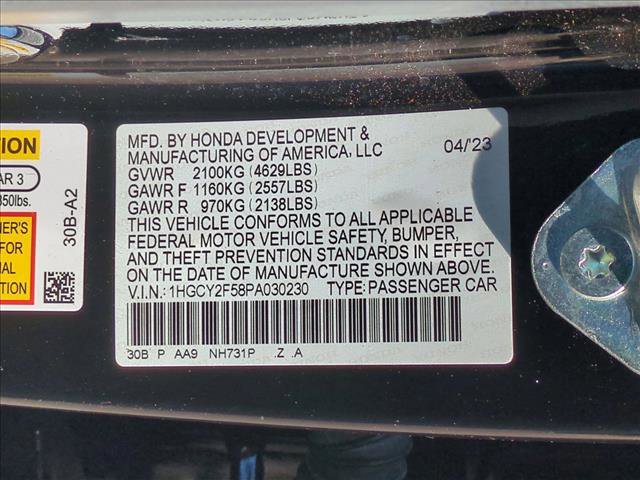 TION
AR 3
350lbs.
ER'S
FOR
AL
TION
30B-A2
MFD. BY HONDA DEVELOPMENT &
MANUFACTURING OF AMERICA, LLC 04/'23
GVWR 2100KG (4629LBS)
GAWR F 1160KG (2557LBS)
GAWR R 970KG (2138LBS)
THIS VEHICLE CONFORMS TO ALL APPLICABLE
FEDERAL MOTOR VEHICLE SAFETY, BUMPER,
AND THEFT PREVENTION STANDARDS IN EFFECT
ON THE DATE OF MANUFACTURE SHOWN ABOVE.
V.I.N.: 1HGCY2F58PA030230 TYPE: PASSENGER CAR
30B P AA9 NH731P .Z .A